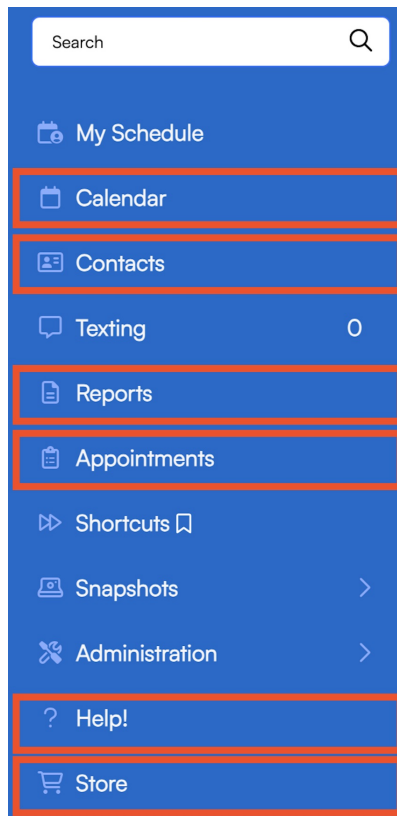 Search
My Schedule
Calendar
Contacts
Texting 0
Reports
Appointments
Shortcuts
Snapshots
Administration
? Help!
Store